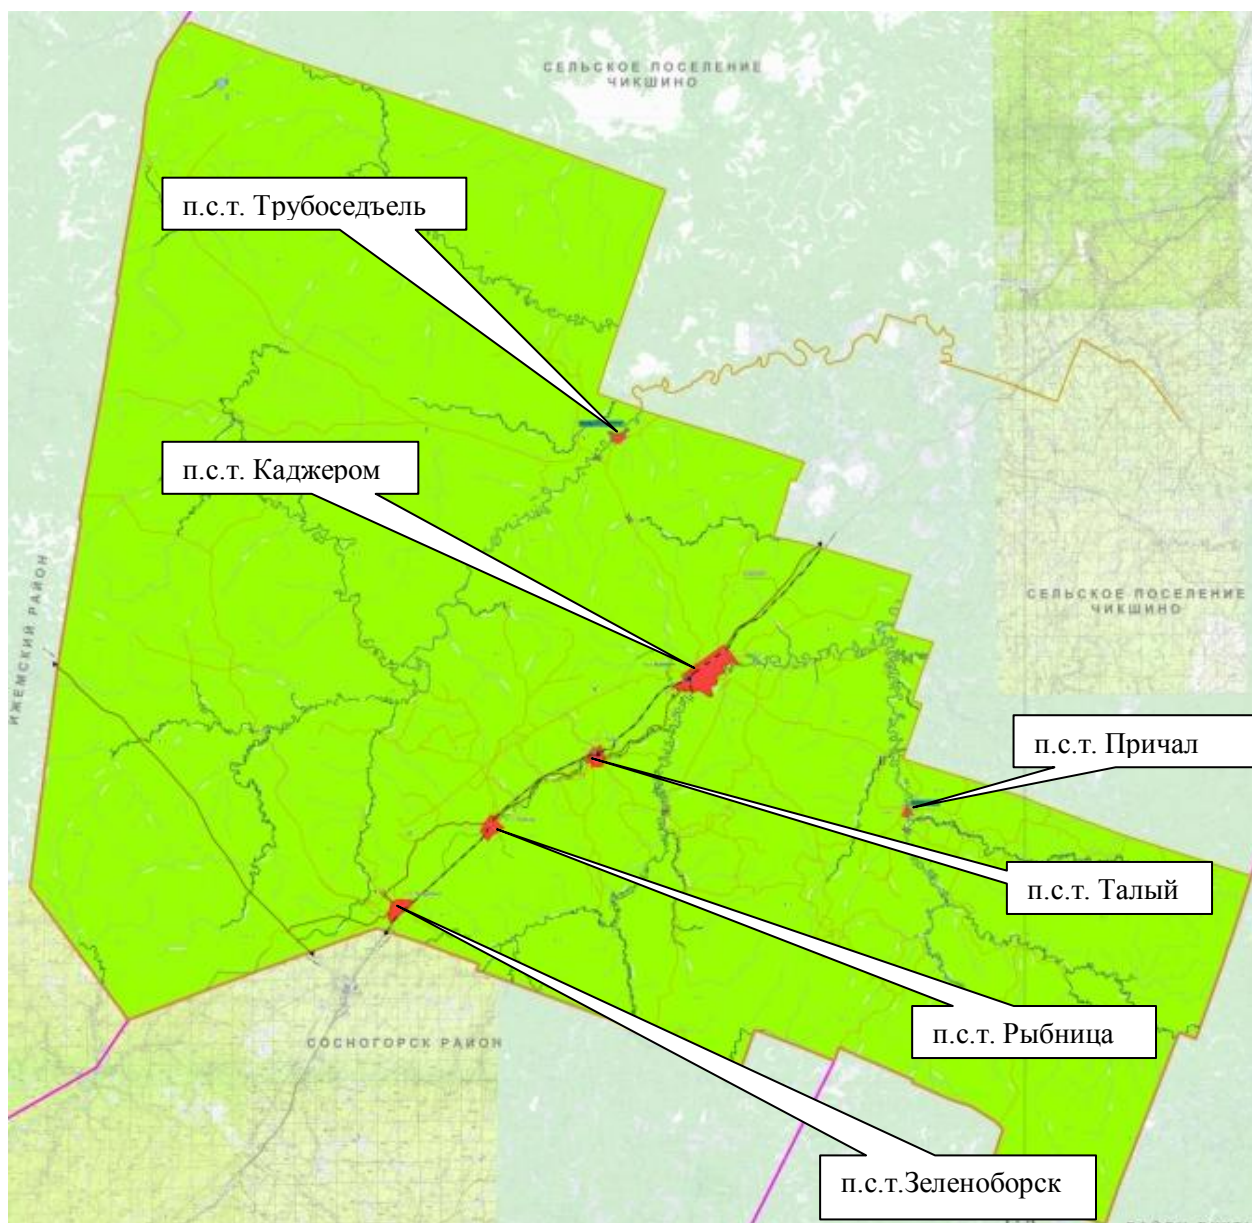 СЕЛЬСКОЕ ПОСЕЛЕНИЕ
ЧИКШИНО
п.с.т. Трубоседъель
п.с.т. Каджером
ИЖЕМСКИЙ РАЙОН
СЕЛЬСКОЕ ПОСЕЛЕНИЕ
ЧИКШИНО
п.с.т. Причал
п.с.т. Талый
п.с.т. Рыбница
СОСНОГОРСК РАЙОН
п.с.т.Зеленоборск